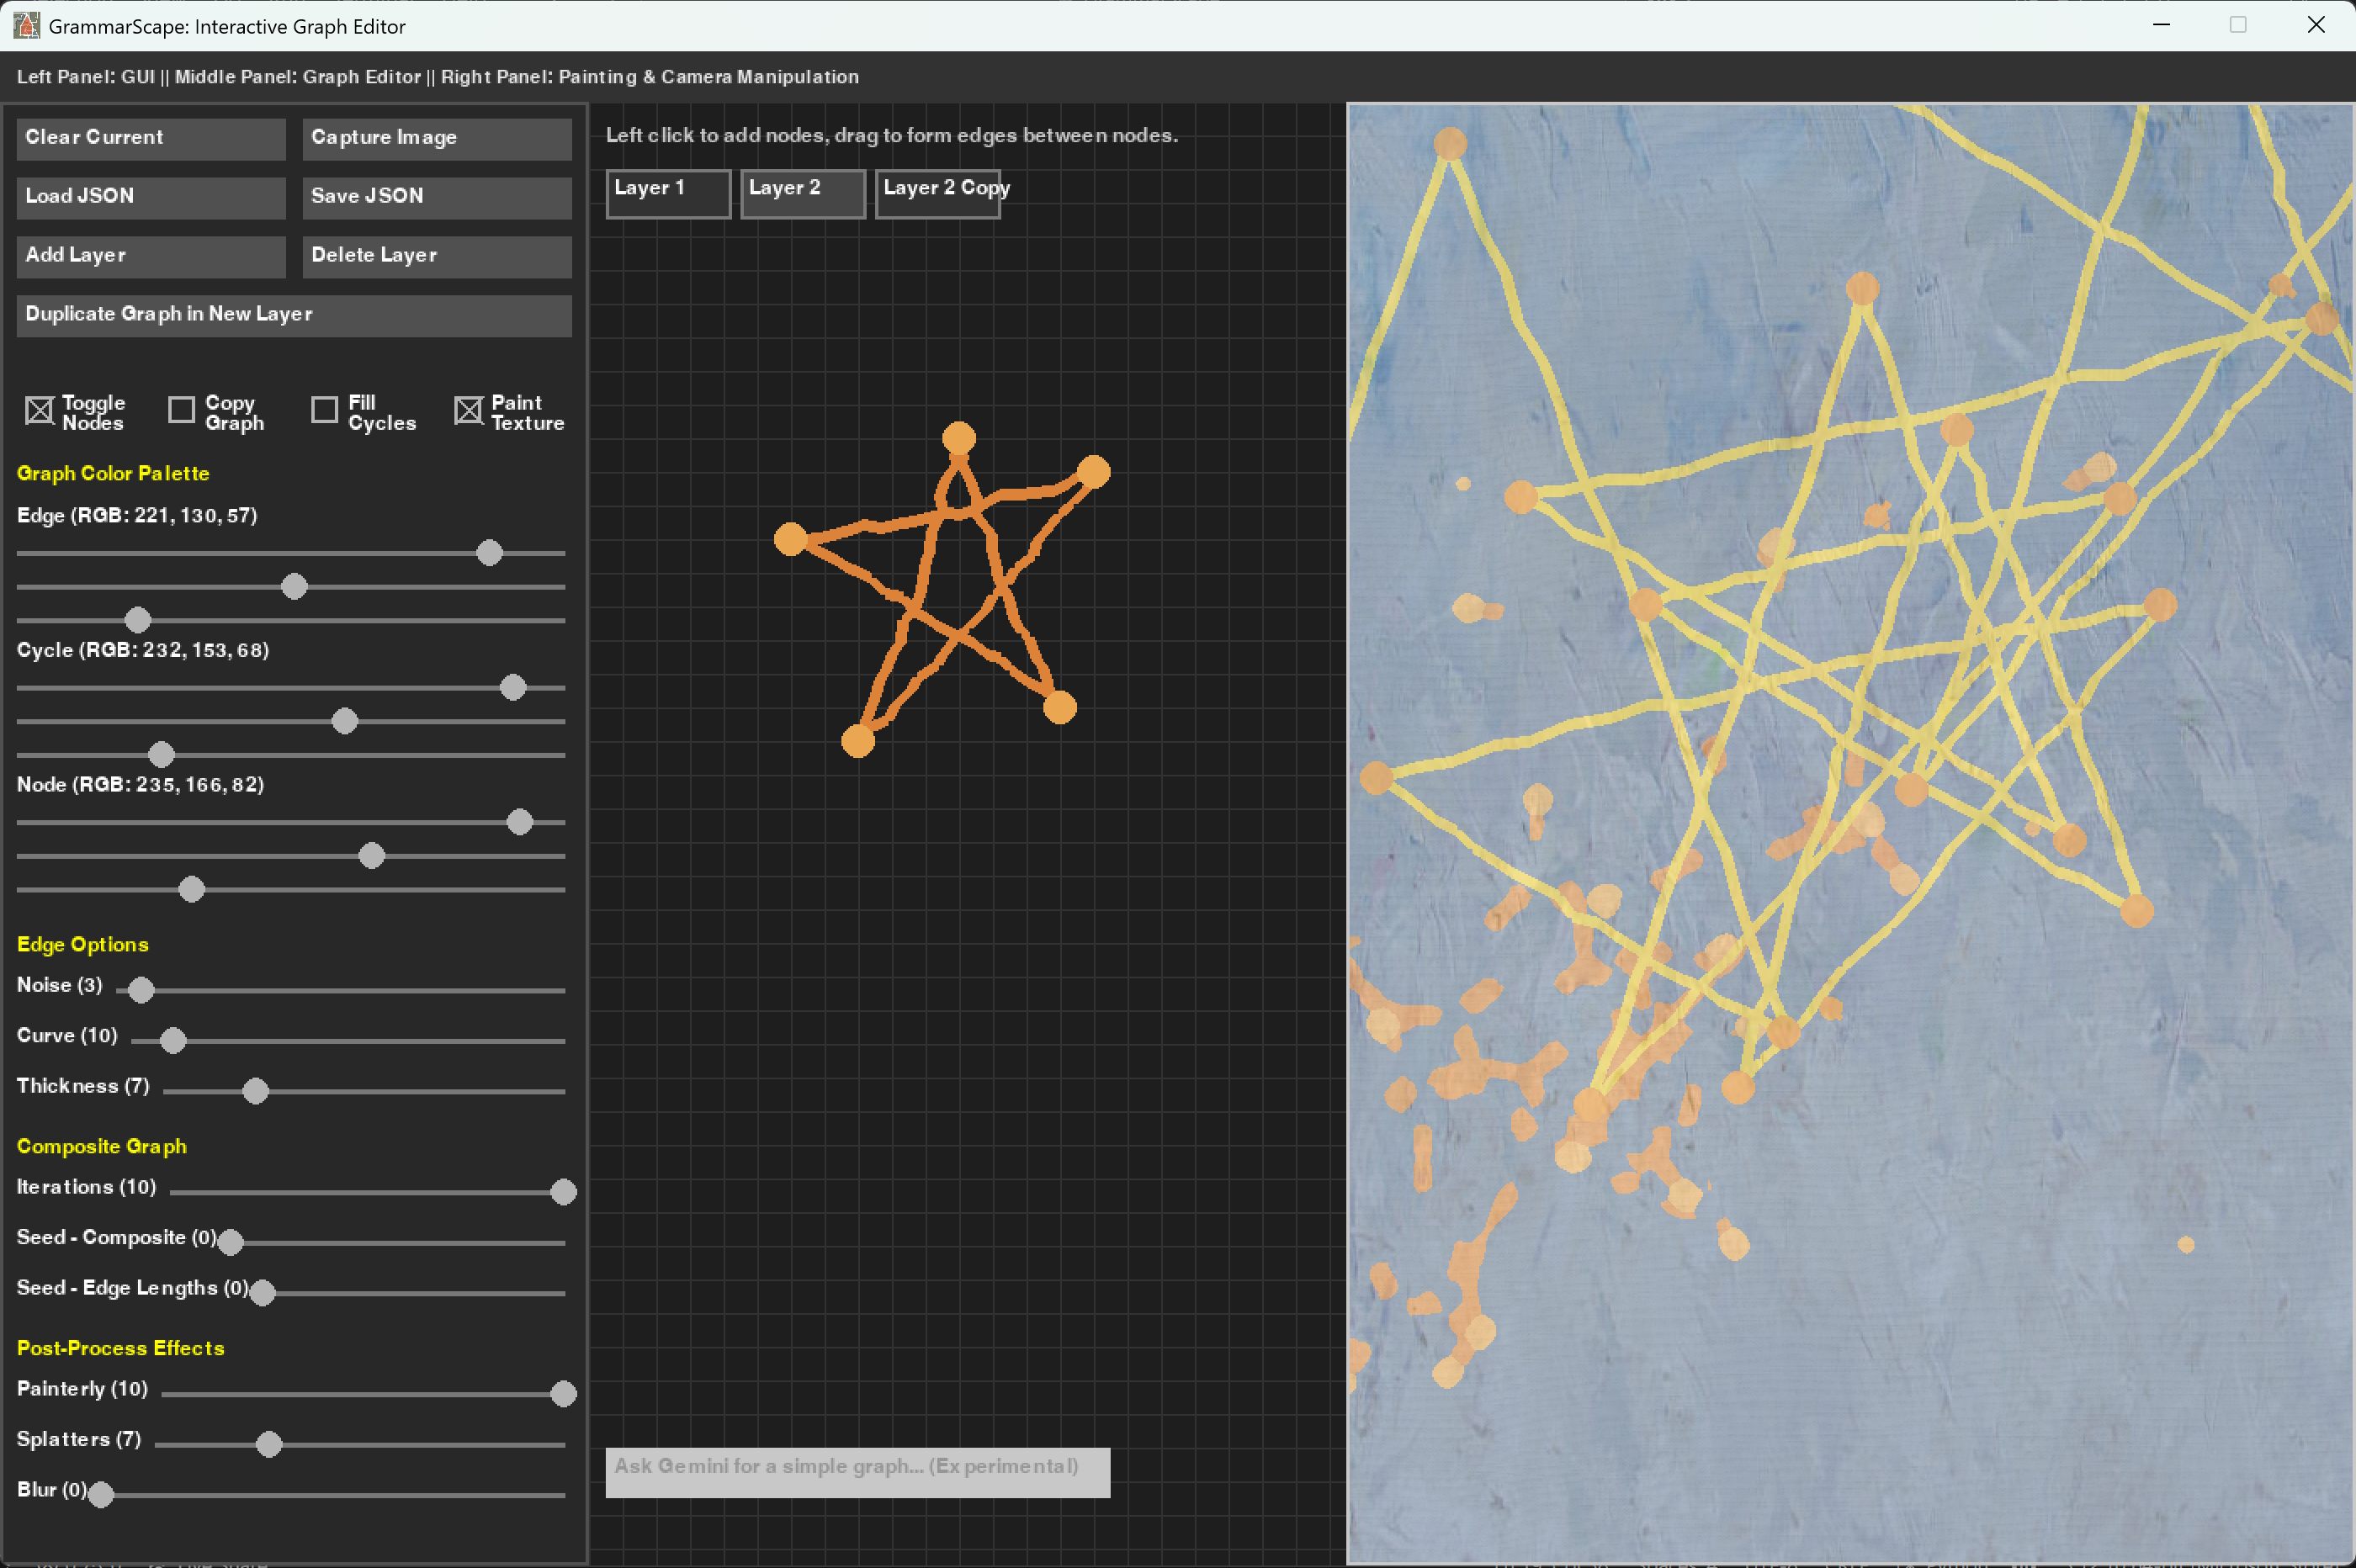 GrammarScape: Interactive Graph Editor
Left Panel: GUI || Middle Panel: Graph Editor || Right Panel: Painting & Camera Manipulation
Clear Current
Capture Image
Load JSON
Save JSON
Add Layer
Delete Layer
Duplicate Graph in New Layer
Toggle
Nodes
Copy
Graph
Fill
Cycles
Paint
Texture
Graph Color Palette
Edge (RGB: 221, 130, 57)
Cycle (RGB: 232, 153, 68)
Node (RGB: 235, 166, 82)
Edge Options
Noise (3)
Curve (10)
Thickness (7)
Composite Graph
Iterations (10)
Seed - Composite (0)
Seed - Edge Lengths (0)
Post-Process Effects
Painterly (10)
Splatters (7)
Blur (0)
Left click to add nodes, drag to form edges between nodes.
Layer 1
Layer 2
Layer 2 Copy
Ask Gemini for a simple graph... (Experimental)